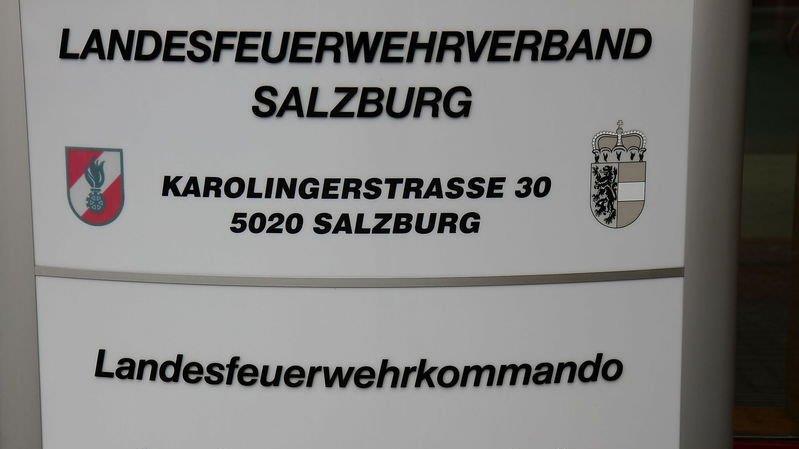 LANDESFEUERWEHRVERBAND
SALZBURG
KAROLINGERSTRASSE 30
5020 SALZBURG
Landesfeuerwehrkommando